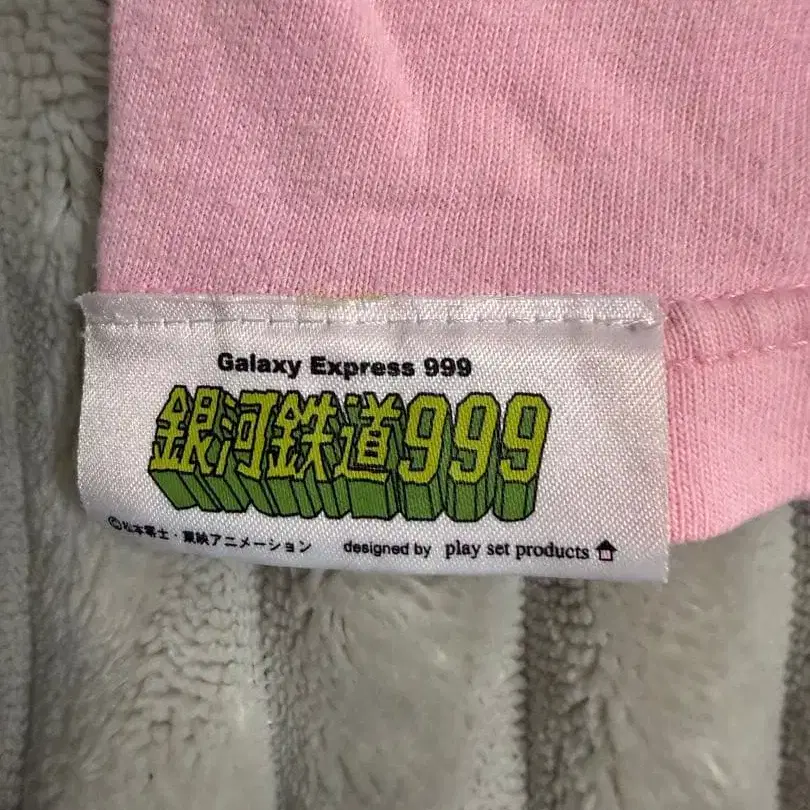 Galaxy Express 999
銀河鉄道999
©松本零士・東映アニメーション designed by play set products